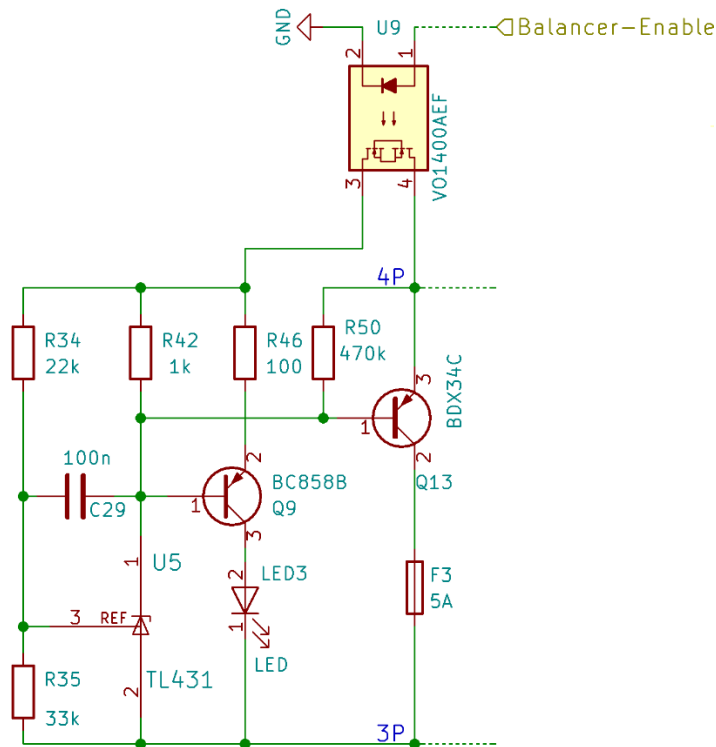 GND
U9
Balancer-Enable
2
1
VO1400AEF
3
4
4P
R34
22k
R42
1k
R46
100
R50
470k
3
BDX34C
1
2
Q13
100n
C29
2
BC858B
1
Q9
3
1
U5
2
LED3
F3
5A
3
REF
1
LED
R35
33k
2
TL431
3P